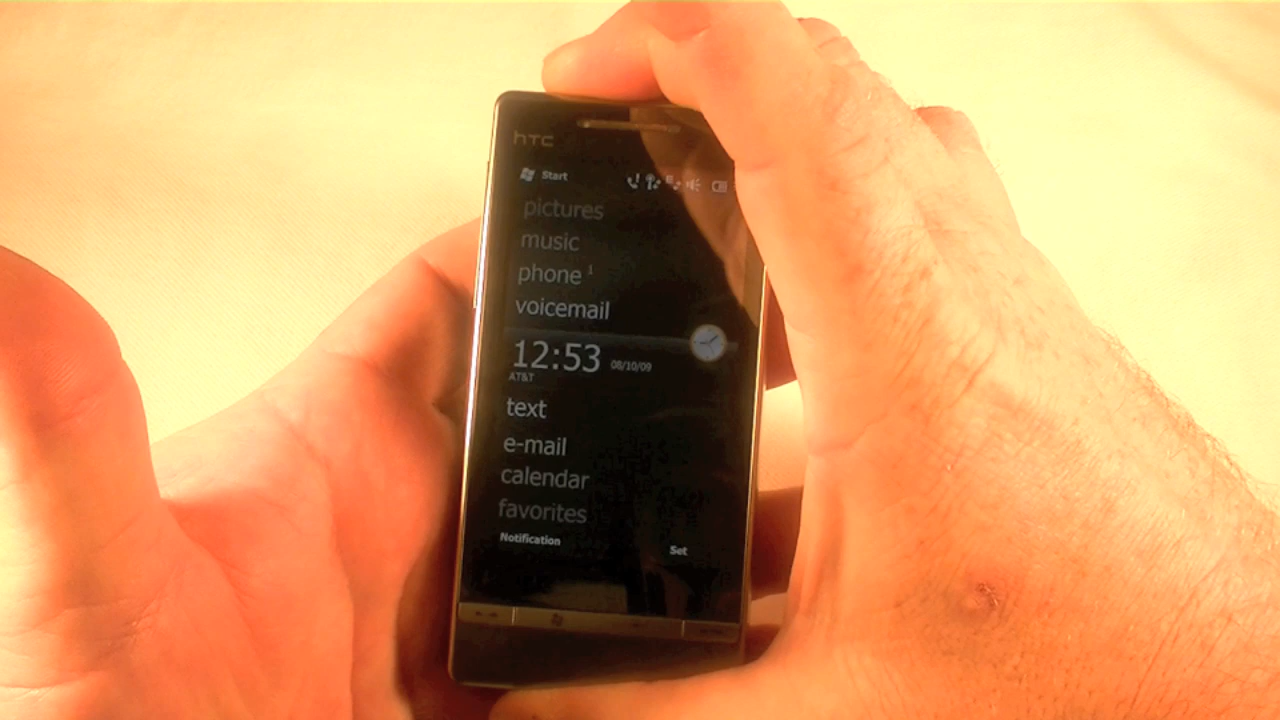 hTC
Start
pictures
music
phone 1
voicemail
12:53 08/10/09
AT&T
text
e-mail
calendar
favorites
Notification Set